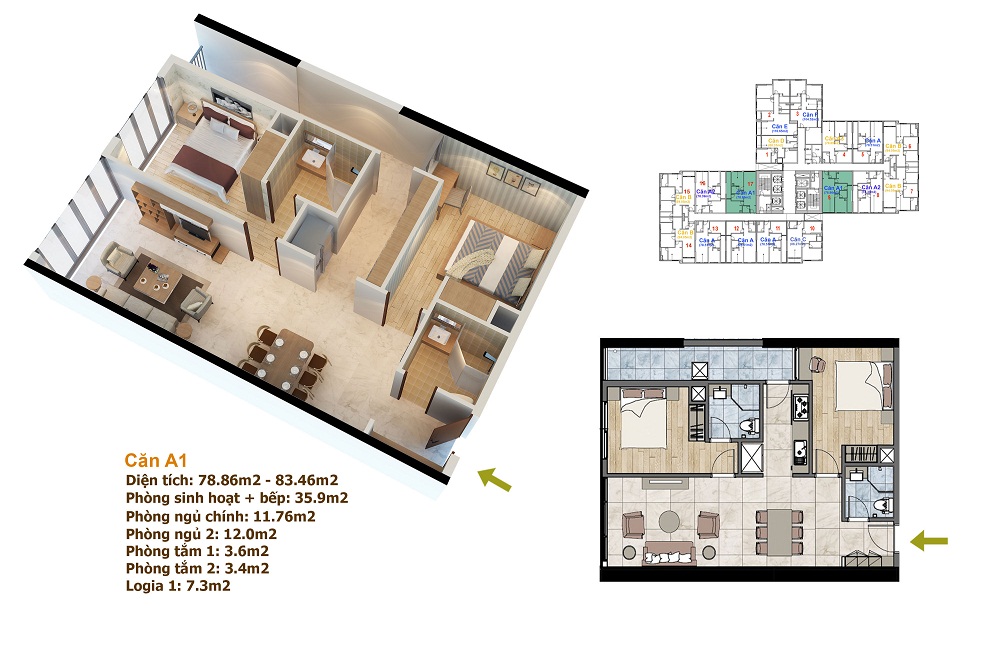 Căn A1
Diện tích: 78.86m2 - 83.46m2
Phòng sinh hoạt + bếp: 35.9m2
Phòng ngủ chính: 11.76m2
Phòng ngủ 2: 12.0m2
Phòng tắm 1: 3.6m2
Phòng tắm 2: 3.4m2
Logia 1: 7.3m2
2
3
Căn F
Căn E
Căn B
1
4
5
Căn A
6
Căn B
15
16
Căn A2
17
Căn A1
Căn B
Căn A1
Căn A2
8
Căn B
7
Căn B
14
13
Căn A
12
Căn A
11
Căn A
10
Căn C